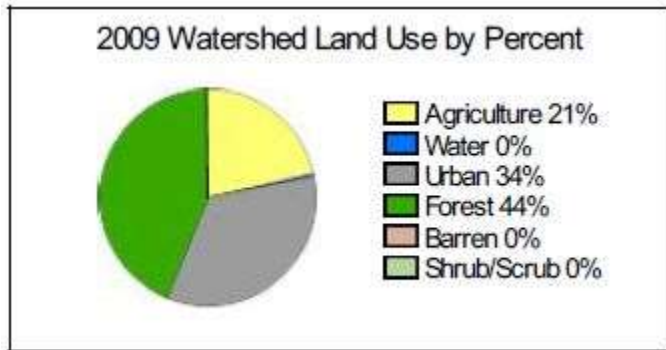 2009 Watershed Land Use by Percent
Agriculture 21%
Water 0%
Urban 34%
Forest 44%
Barren 0%
Shrub/Scrub 0%